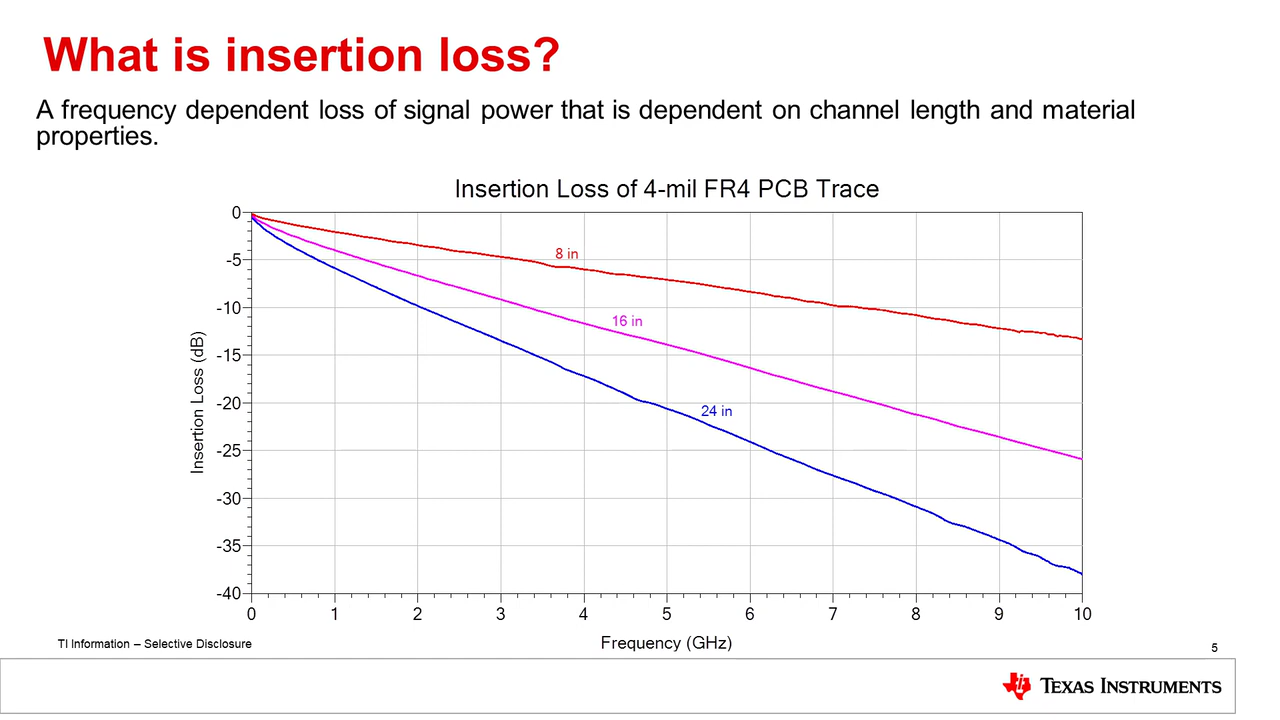 What is insertion loss?
A frequency dependent loss of signal power that is dependent on channel length and material
properties.
Insertion Loss of 4-mil FR4 PCB Trace
0
-5
-10
-15
-20
-25
-30
-35
-40
Insertion Loss (dB)
8 in
16 in
24 in
0 1 2 3 4 5 6 7 8 9 10
Frequency (GHz)
TI Information – Selective Disclosure
5
TEXAS INSTRUMENTS